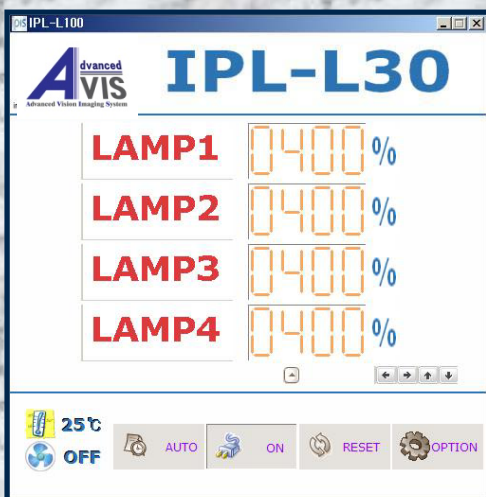 IPL-L100
Advanced
AVIS
Advanced Vision Imaging System
IPL-L30
LAMP1 0400 %
LAMP2 0400 %
LAMP3 0400 %
LAMP4 0400 %
25℃
OFF
AUTO ON RESET OPTION